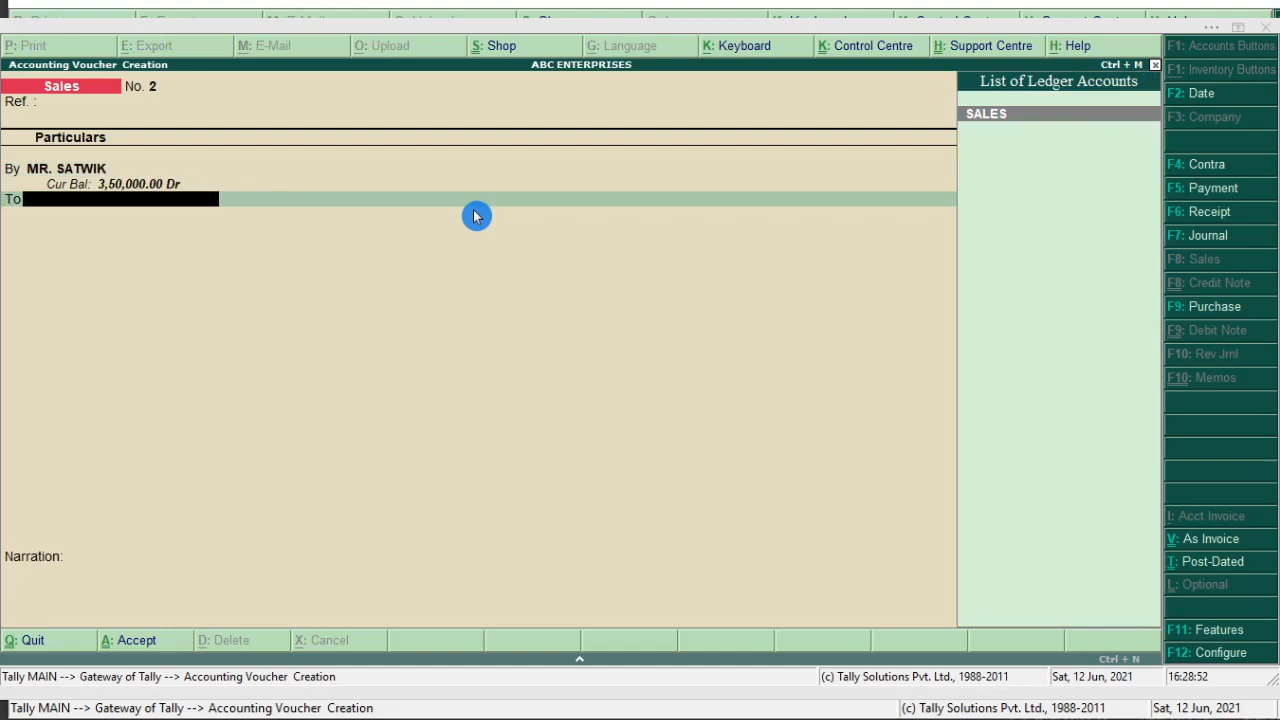 P: Print E: Export M: E-Mail O: Upload S: Shop G: Language K: Keyboard K: Control Centre H: Support Centre H: Help
Accounting Voucher Creation ABC ENTERPRISES Ctrl + M
Sales No. 2
Ref. :
Particulars
By MR. SATWIK
Cur Bal: 3,50,000.00 Dr
To
Narration:
List of Ledger Accounts
SALES
F1: Accounts Buttons
F1: Inventory Buttons
F2: Date
F3: Company
F4: Contra
F5: Payment
F6: Receipt
F7: Journal
F8: Sales
F8: Credit Note
F9: Purchase
F9: Debit Note
F10: Rev Jrnl
F10: Memos
I: Acct Invoice
V: As Invoice
T: Post-Dated
L: Optional
F11: Features
F12: Configure
Q: Quit A: Accept D: Delete X: Cancel
Ctrl + N
Tally MAIN --> Gateway of Tally --> Accounting Voucher Creation (c) Tally Solutions Pvt. Ltd., 1988-2011 Sat, 12 Jun, 2021 16:28:52
Tally MAIN --> Gateway of Tally --> Accounting Voucher Creation (c) Tally Solutions Pvt. Ltd., 1988-2011 Sat, 12 Jun, 2021